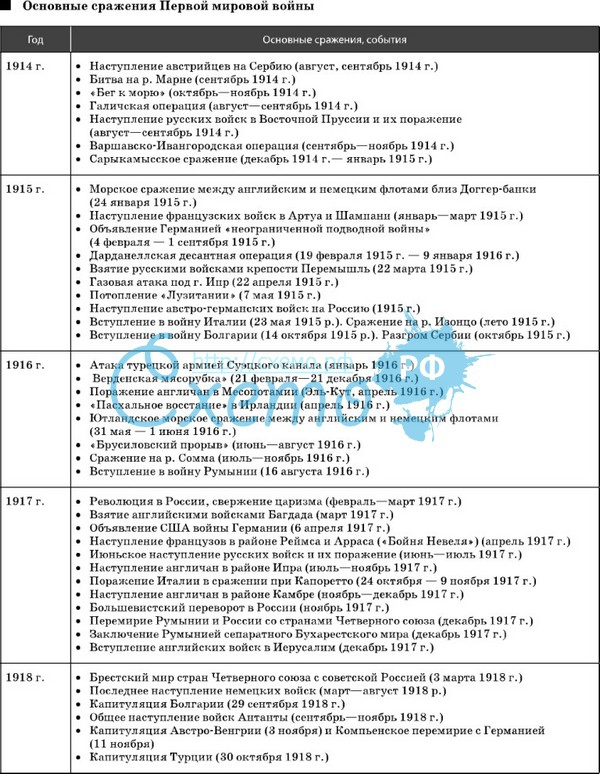 Основные сражения Первой мировой войны
Год
Основные сражения, события
1914 г.
• Наступление австрийцев на Сербию (август, сентябрь 1914 г.)
• Битва на р. Марне (сентябрь 1914 г.)
• «Бег к морю» (октябрь—ноябрь 1914 г.)
• Галичская операция (август—сентябрь 1914 г.)
• Наступление русских войск в Восточной Пруссии и их поражение
(август—сентябрь 1914 г.)
• Варшавско-Ивангородская операция (сентябрь—ноябрь 1914 г.)
• Сарыкамысское сражение (декабрь 1914 г.— январь 1915 г.)
1915 г.
• Морское сражение между английским и немецким флотами близ Доггер-банки
(24 января 1915 г.)
• Наступление французских войск в Артуа и Шампани (январь—март 1915 г.)
• Объявление Германией «неограниченной подводной войны»
(4 февраля — 1 сентября 1915 г.)
• Дарданелльская десантная операция (19 февраля 1915 г. — 9 января 1916 г.)
• Взятие русскими войсками крепости Перемышль (22 марта 1915 г.)
• Газовая атака под г. Ипр (22 апреля 1915 г.)
• Потопление «Лузитании» (7 мая 1915 г.)
• Наступление австро-германских войск на Россию (1915 г.)
• Вступление в войну Италии (23 мая 1915 р.). Сражение на р. Ивонцо (лето 1915 г.)
• Вступление в войну Болгарии (14 октября 1915 р.). Разгром Сербии (октябрь 1915 г.)
1916 г.
• Атака турецкой армией Суэцкого канала (январь 1916 г.)
• Верденская мясорубка» (21 февраля—21 декабря 1916 г.)
• Поражение англичан в Месопотамии (Эль-Кут, апрель 1916 г.)
• «Пасхальное восстание» в Ирландии (апрель 1916 г.)
• Ютландское морское сражение между английским и немецким флотами
(31 мая — 1 июня 1916 г.)
• «Брусиловский прорыв» (июнь—август 1916 г.)
• Сражение на р. Сомма (июль—ноябрь 1916 г.)
• Вступление в войну Румынии (16 августа 1916 г.)
http://схемо.рф
Схемо
РФ
1917 г.
• Революция в России, свержение царизма (февраль—март 1917 г.)
• Взятие английскими войсками Багдада (март 1917 г.)
• Объявление США войны Германии (6 апреля 1917 г.)
• Наступление французов в районе Реймса и Арраса («Бойня Невеля») (апрель 1917 г.)
• Июньское наступление русских войск и их поражение (июнь—июль 1917 г.)
• Наступление англичан в районе Ипра (июль—ноябрь 1917 г.)
• Поражение Италии в сражении при Капоретто (24 октября — 9 ноября 1917 г.)
• Наступление англичан в районе Камбре (ноябрь—декабрь 1917 г.)
• Большевистский переворот в России (ноябрь 1917 г.)
• Перемирие Румынии и России со странами Четверного союза (декабрь 1917 г.)
• Заключение Румынией сепаратного Бухарестского мира (декабрь 1917 г.)
• Вступление английских войск в Иерусалим (декабрь 1917 г.)
1918 г.
• Брестский мир стран Четверного союза с советской Россией (3 марта 1918 г.)
• Последнее наступление немецких войск (март—август 1918 р.)
• Капитуляция Болгарии (29 сентября 1918 г.)
• Общее наступление войск Антанты (сентябрь—ноябрь 1918 г.)
• Капитуляция Австро-Венгрии (3 ноября) и Компьенское перемирие с Германией
(11 ноября)
• Капитуляция Турции (30 октября 1918 г.)